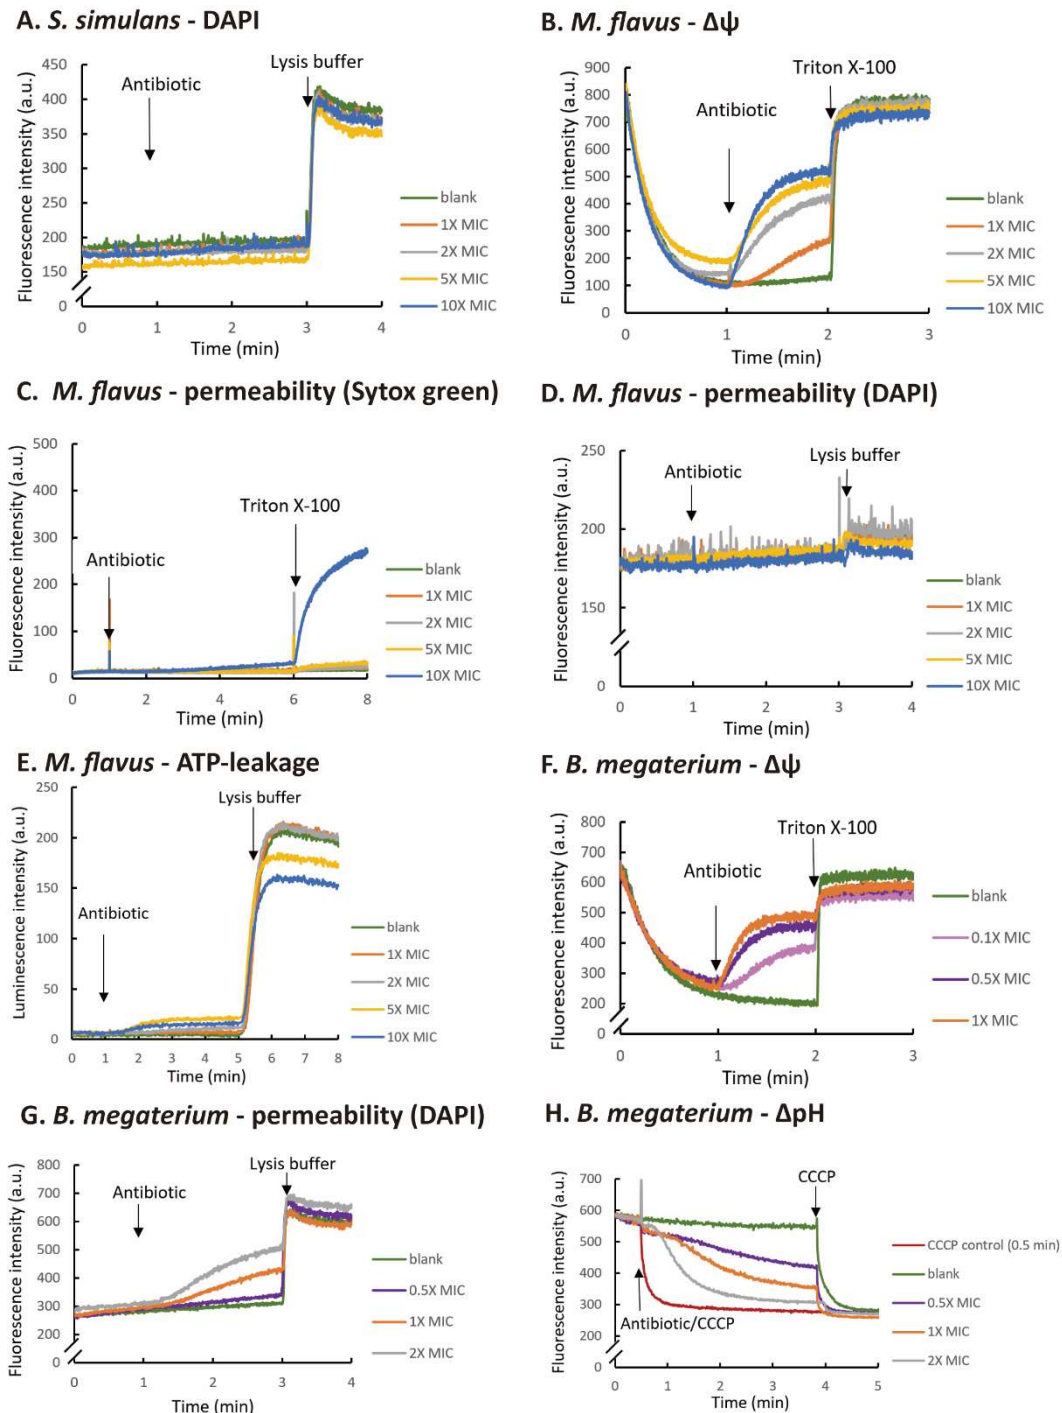 A. S. simulans - DAPI
Fluorescence intensity (a.u.)
450
400
350
300
250
200
150
0
Antibiotic
Lysis buffer
blank
1X MIC
2X MIC
5X MIC
10X MIC
0 1 2 3 4
Time (min)
B. M. flavus - Δψ
Fluorescence intensity (a.u.)
900
800
700
600
500
400
300
200
100
0
Antibiotic
Triton X-100
blank
1X MIC
2X MIC
5X MIC
10X MIC
0 1 2 3
Time (min)
C. M. flavus - permeability (Sytox green)
Fluorescence intensity (a.u.)
500
400
300
200
100
0
Antibiotic
Triton X-100
blank
1X MIC
2X MIC
5X MIC
10X MIC
0 2 4 6 8
Time (min)
D. M. flavus - permeability (DAPI)
Fluorescence intensity (a.u.)
250
200
150
0
Antibiotic
Lysis buffer
blank
1X MIC
2X MIC
5X MIC
10X MIC
0 1 2 3 4
Time (min)
E. M. flavus - ATP-leakage
Luminescence intensity (a.u.)
250
200
150
100
50
0
Antibiotic
Lysis buffer
blank
1X MIC
2X MIC
5X MIC
10X MIC
0 1 2 3 4 5 6 7 8
Time (min)
F. B. megaterium - Δψ
Fluorescence intensity (a.u.)
800
700
600
500
400
300
200
0
Antibiotic
Triton X-100
blank
0.1X MIC
0.5X MIC
1X MIC
0 1 2 3
Time (min)
G. B. megaterium - permeability (DAPI)
Fluorescence intensity (a.u.)
800
700
600
500
400
300
200
0
Antibiotic
Lysis buffer
blank
0.5X MIC
1X MIC
2X MIC
0 1 2 3 4
Time (min)
H. B. megaterium - ΔpH
Fluorescence intensity (a.u.)
700
600
500
400
300
200
0
CCCP
Antibiotic/CCCP
CCCP control (0.5 min)
blank
0.5X MIC
1X MIC
2X MIC
0 1 2 3 4 5
Time (min)